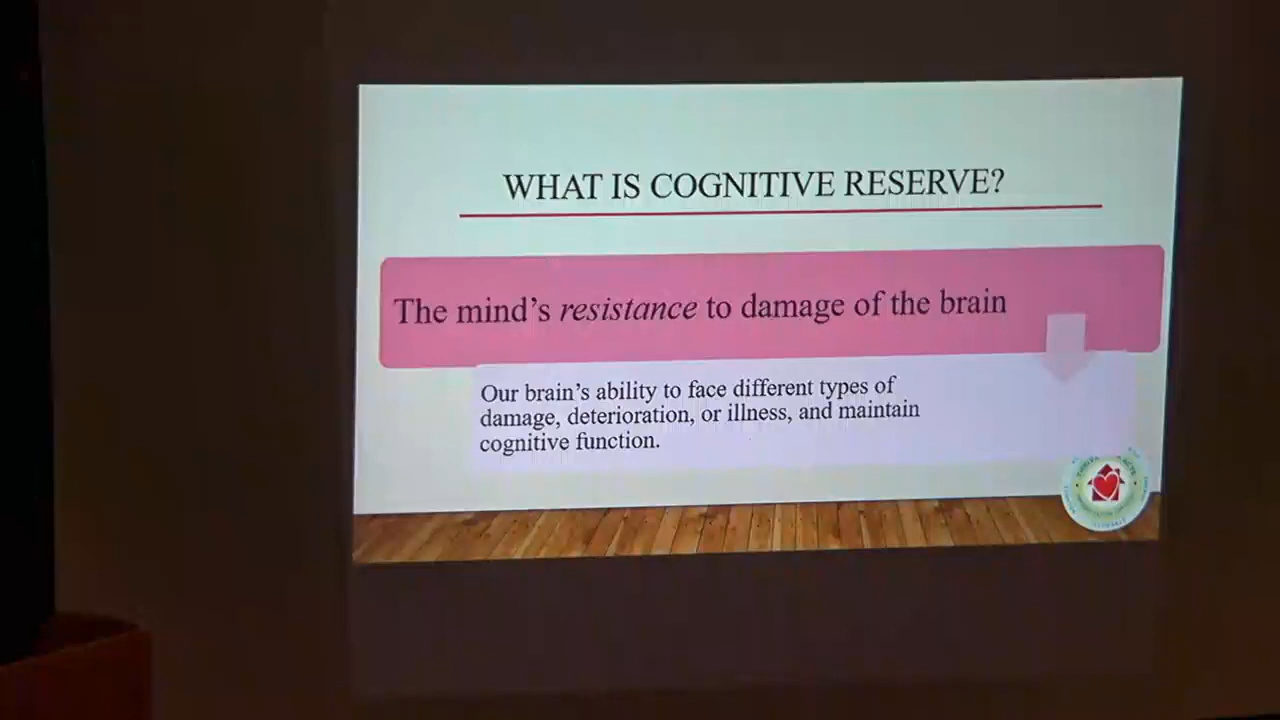 WHAT IS COGNITIVE RESERVE?
The mind's resistance to damage of the brain
Our brain's ability to face different types of
damage, deterioration, or illness, and maintain
cognitive function.